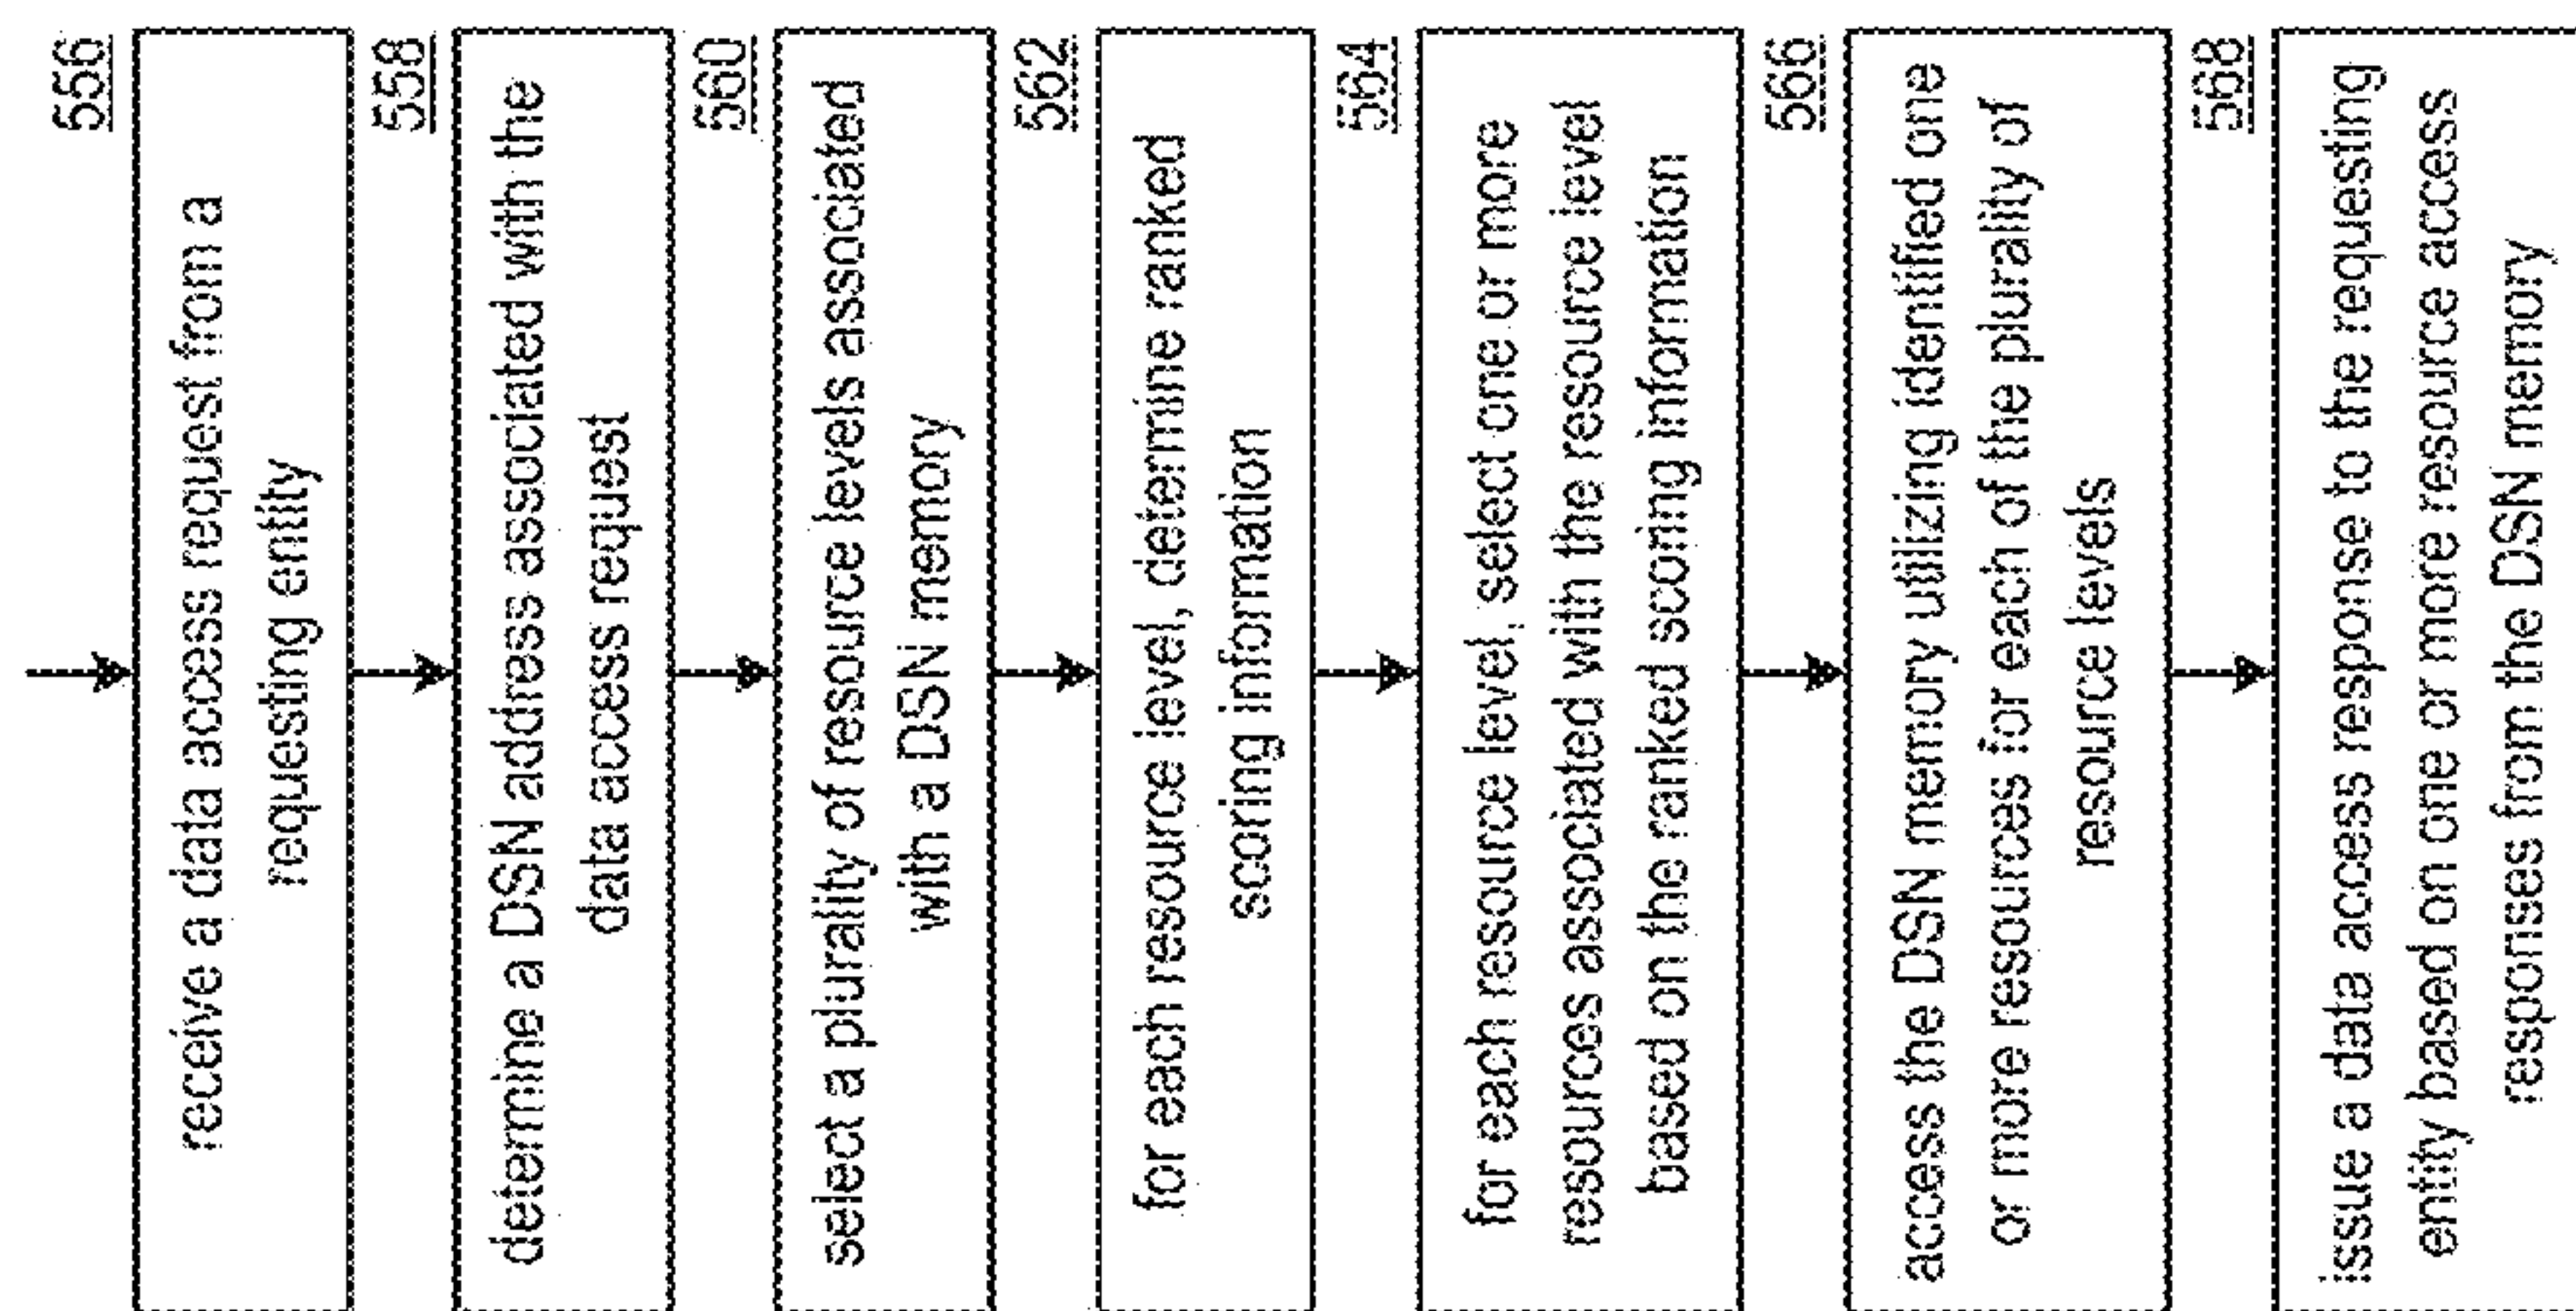 556
receive a data access request from a
requesting entity
558
determine a DSN address associated with the
data access request
560
select a plurality of resource levels associated
with a DSN memory
562
for each resource level, determine ranked
scoring information
564
for each resource level, select one or more
resources associated with the resource level
based on the ranked scoring information
566
access the DSN memory utilizing identified one
or more resources for each of the plurality of
resource levels
568
issue a data access response to the requesting
entity based on one or more resource access
responses from the DSN memory